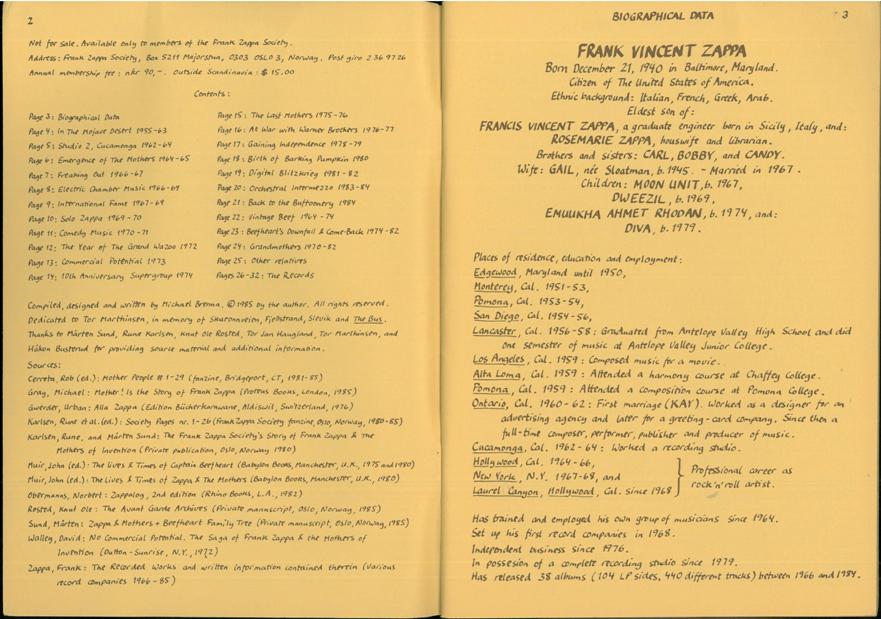 2
Not for sale. Available only to members of the Frank Zappa Society.
Address: Frank Zappa Society, Box 5211 Majorstua, 0303 OSLO 3, Norway. Post giro 2 36 97 26
Annual membership fee: nkr 90,-. Outside Scandinavia: $ 15.00
Contents:
Page 3: Biographical Data
Page 4: In The Mojave Desert 1955-63
Page 5: Studio Z, Cucamonga 1962-64
Page 6: Emergence of The Mothers 1964-65
Page 7: Freaking Out 1966-67
Page 8: Electric Chamber Music 1966-69
Page 9: International Fame 1967-69
Page 10: Solo Zappa 1969-70
Page 11: Comedy Music 1970-71
Page 12: The Year of The Grand Wazoo 1972
Page 13: Commercial Potential 1973
Page 14: 10th Anniversary Supergroup 1974
Page 15: The Last Mothers 1975-76
Page 16: At War with Warner Brothers 1976-77
Page 17: Gaining Independence 1978-79
Page 18: Birth of Barking Pumpkin 1980
Page 19: Digital Blitzkrieg 1981-82
Page 20: Orchestral Intermezzo 1983-84
Page 21: Back to the Buffoonery 1984
Page 22: Vintage Beef 1964-74
Page 23: Beefheart's Downfall & Come-Back 1974-82
Page 24: Grandmothers 1970-82
Page 25: Other relatives
Pages 26-32: The Records
Compiled, designed and written by Michael Brenna. © 1985 by the author. All rights reserved.
Dedicated to Tor Marthinsen, in memory of Skarnnveien, Fjellstrand, Slevik and The Bus.
Thanks to Mårten Sund, Rune Karlsen, Knut Ole Rosted, Tor Jan Haugland, Tor Marthinsen, and
Håkon Busterud for providing source material and additional information.
Sources:
Cerreta, Rob (ed.): Mother People # 1-29 (fanzine, Bridgeport, CT, 1981-85)
Gray, Michael: Mother! Is the Story of Frank Zappa (Proteus Books, London, 1985)
Gwerder, Urban: Alla Zappa (Edition Bücherkarawane, Aldiswil, Switzerland, 1976)
Karlsen, Rune et al. (ed.): Society Pages nr. 1-26 (Frank Zappa Society fanzine, Oslo, Norway, 1980-85)
Karlsen, Rune, and Mårten Sund: The Frank Zappa Society's Story of Frank Zappa & the
Mothers of Invention (Private publication, Oslo, Norway 1980)
Muir, John (ed.): The lives & Times of Captain Beefheart (Babylon Books, Manchester, U.K., 1975 and 1980)
Muir, John (ed.): The Lives & Times of Zappa & The Mothers (Babylon Books, Manchester, U.K., 1980)
Obermanns, Norbert: Zappalog, 2nd edition (Rhino Books, L.A., 1982)
Rosted, Knut Ole: The Avant Garde Archives (Private manuscript, Oslo, Norway, 1985)
Sund, Mårten: Zappa & Mothers + Beefheart Family Tree (Private manuscript, Oslo, Norway, 1985)
Walley, David: No Commercial Potential. The Saga of Frank Zappa & the Mothers of
Invention (Dutton-Sunrise, N.Y., 1972)
Zappa, Frank: The Recorded Works and written information contained therein (various
record companies 1966-85)
BIOGRAPHICAL DATA
3
FRANK VINCENT ZAPPA
Born December 21, 1940 in Baltimore, Maryland.
Citizen of The United States of America.
Ethnic background: Italian, French, Greek, Arab.
Eldest son of:
FRANCIS VINCENT ZAPPA, a graduate engineer born in Sicily, Italy, and:
ROSEMARIE ZAPPA, houswife and librarian.
Brothers and sisters: CARL, BOBBY, and CANDY.
Wife: GAIL, née Sloatman, b. 1945. - Married in 1967.
Children: MOON UNIT, b. 1967,
DWEEZIL, b. 1969,
EMUUKHA AHMET RHODAN, b. 1974, and:
DIVA, b. 1979.
Places of residence, education and employment:
Edgewood, Maryland until 1950,
Monterey, Cal. 1951-53,
Pomona, Cal. 1953-54,
San Diego, Cal. 1954-56,
Lancaster, Cal. 1956-58: Graduated from Antelope Valley High School and did
one semester of music at Antelope Valley Junior College.
Los Angeles, Cal. 1959: Composed music for a movie.
Alta Loma, Cal. 1959: Attended a harmony course at Chaffey College.
Pomona, Cal. 1959: Attended a composition course at Pomona College.
Ontario, Cal. 1960-62: First marriage (KAY). Worked as a designer for an
advertising agency and later for a greeting-card company. Since then a
full-time composer, performer, publisher and producer of music.
Cucamonga, Cal. 1962-64: Worked a recording studio.
Hollywood, Cal. 1964-66,
New York, N.Y. 1967-68, and
Laurel Canyon, Hollywood, Cal. since 1968
Professional career as
rock'n'roll artist.
Has trained and employed his own group of musicians since 1964.
Set up his first record companies in 1968.
Independent business since 1976.
In possesion of a complete recording studio since 1979.
Has released 38 albums (104 LP sides, 440 different tracks) between 1966 and 1984.